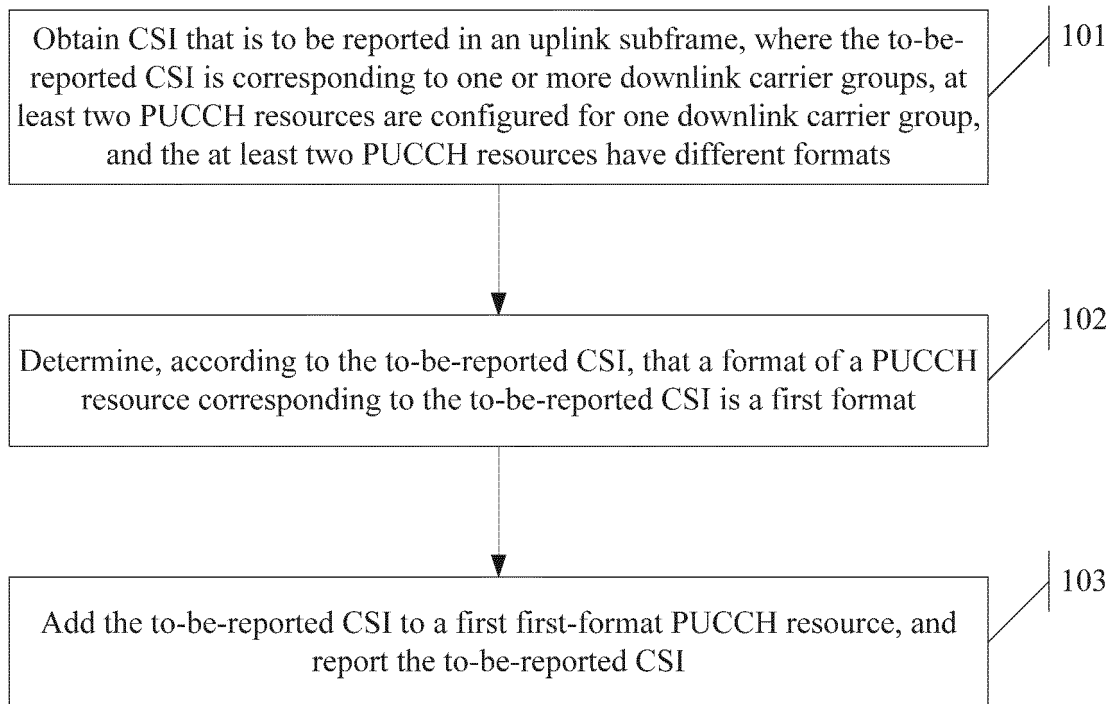 Obtain CSI that is to be reported in an uplink subframe, where the to-be-
reported CSI is corresponding to one or more downlink carrier groups, at
least two PUCCH resources are configured for one downlink carrier group,
and the at least two PUCCH resources have different formats
101
Determine, according to the to-be-reported CSI, that a format of a PUCCH
resource corresponding to the to-be-reported CSI is a first format
102
Add the to-be-reported CSI to a first first-format PUCCH resource, and
report the to-be-reported CSI
103